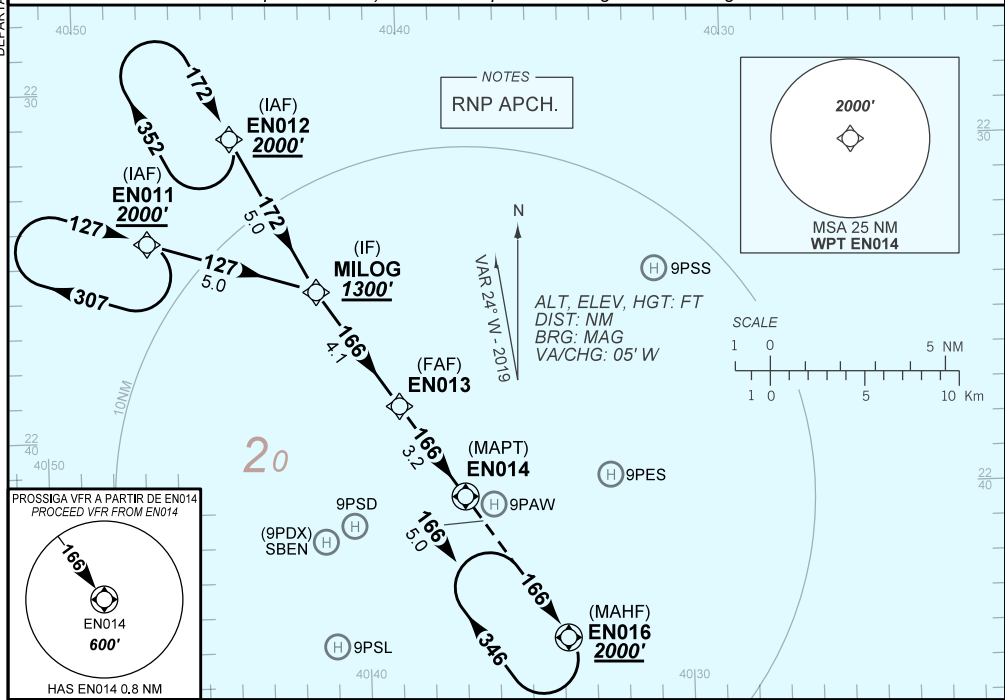 DEPARTA
40 50
40 40
40 30
NOTES
RNP APCH.
22 30
22 30
2000'
MSA 25 NM
WPT EN014
172
352
(IAF)
EN012
2000'
(IAF)
EN011
2000'
127
307
172
5.0
127
5.0
(IF)
MILOG
1300'
N
VAR 24° W - 2019
ALT, ELEV, HGT: FT
DIST: NM
BRG: MAG
VA/CHG: 05' W
H 9PSS
SCALE
1 0 5 NM
1 0 5 10 Km
166
4.1
(FAF)
EN013
10NM
166
3.2
(MAPT)
EN014
H 9PAW
H 9PES
22 40
22 40
40 50
20
9PSD
H
(9PDX)
SBEN
H
166
5.0
166
346
(MAHF)
EN016
2000'
H 9PSL
40 40
40 30
PROSSIGA VFR A PARTIR DE EN014
PROCEED VFR FROM EN014
166
EN014
600'
HAS EN014 0.8 NM